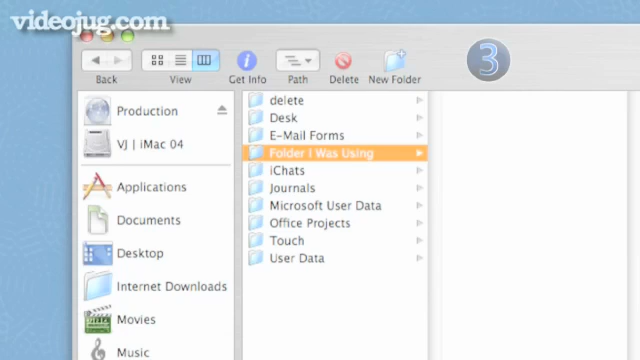 videojug.com
3
Back
View
Get Info
Path
Delete
New Folder
Production
VJ | iMac 04
Applications
Documents
Desktop
Internet Downloads
Movies
Music
delete
Desk
E-Mail Forms
Folder I Was Using
iChats
Journals
Microsoft User Data
Office Projects
Touch
User Data